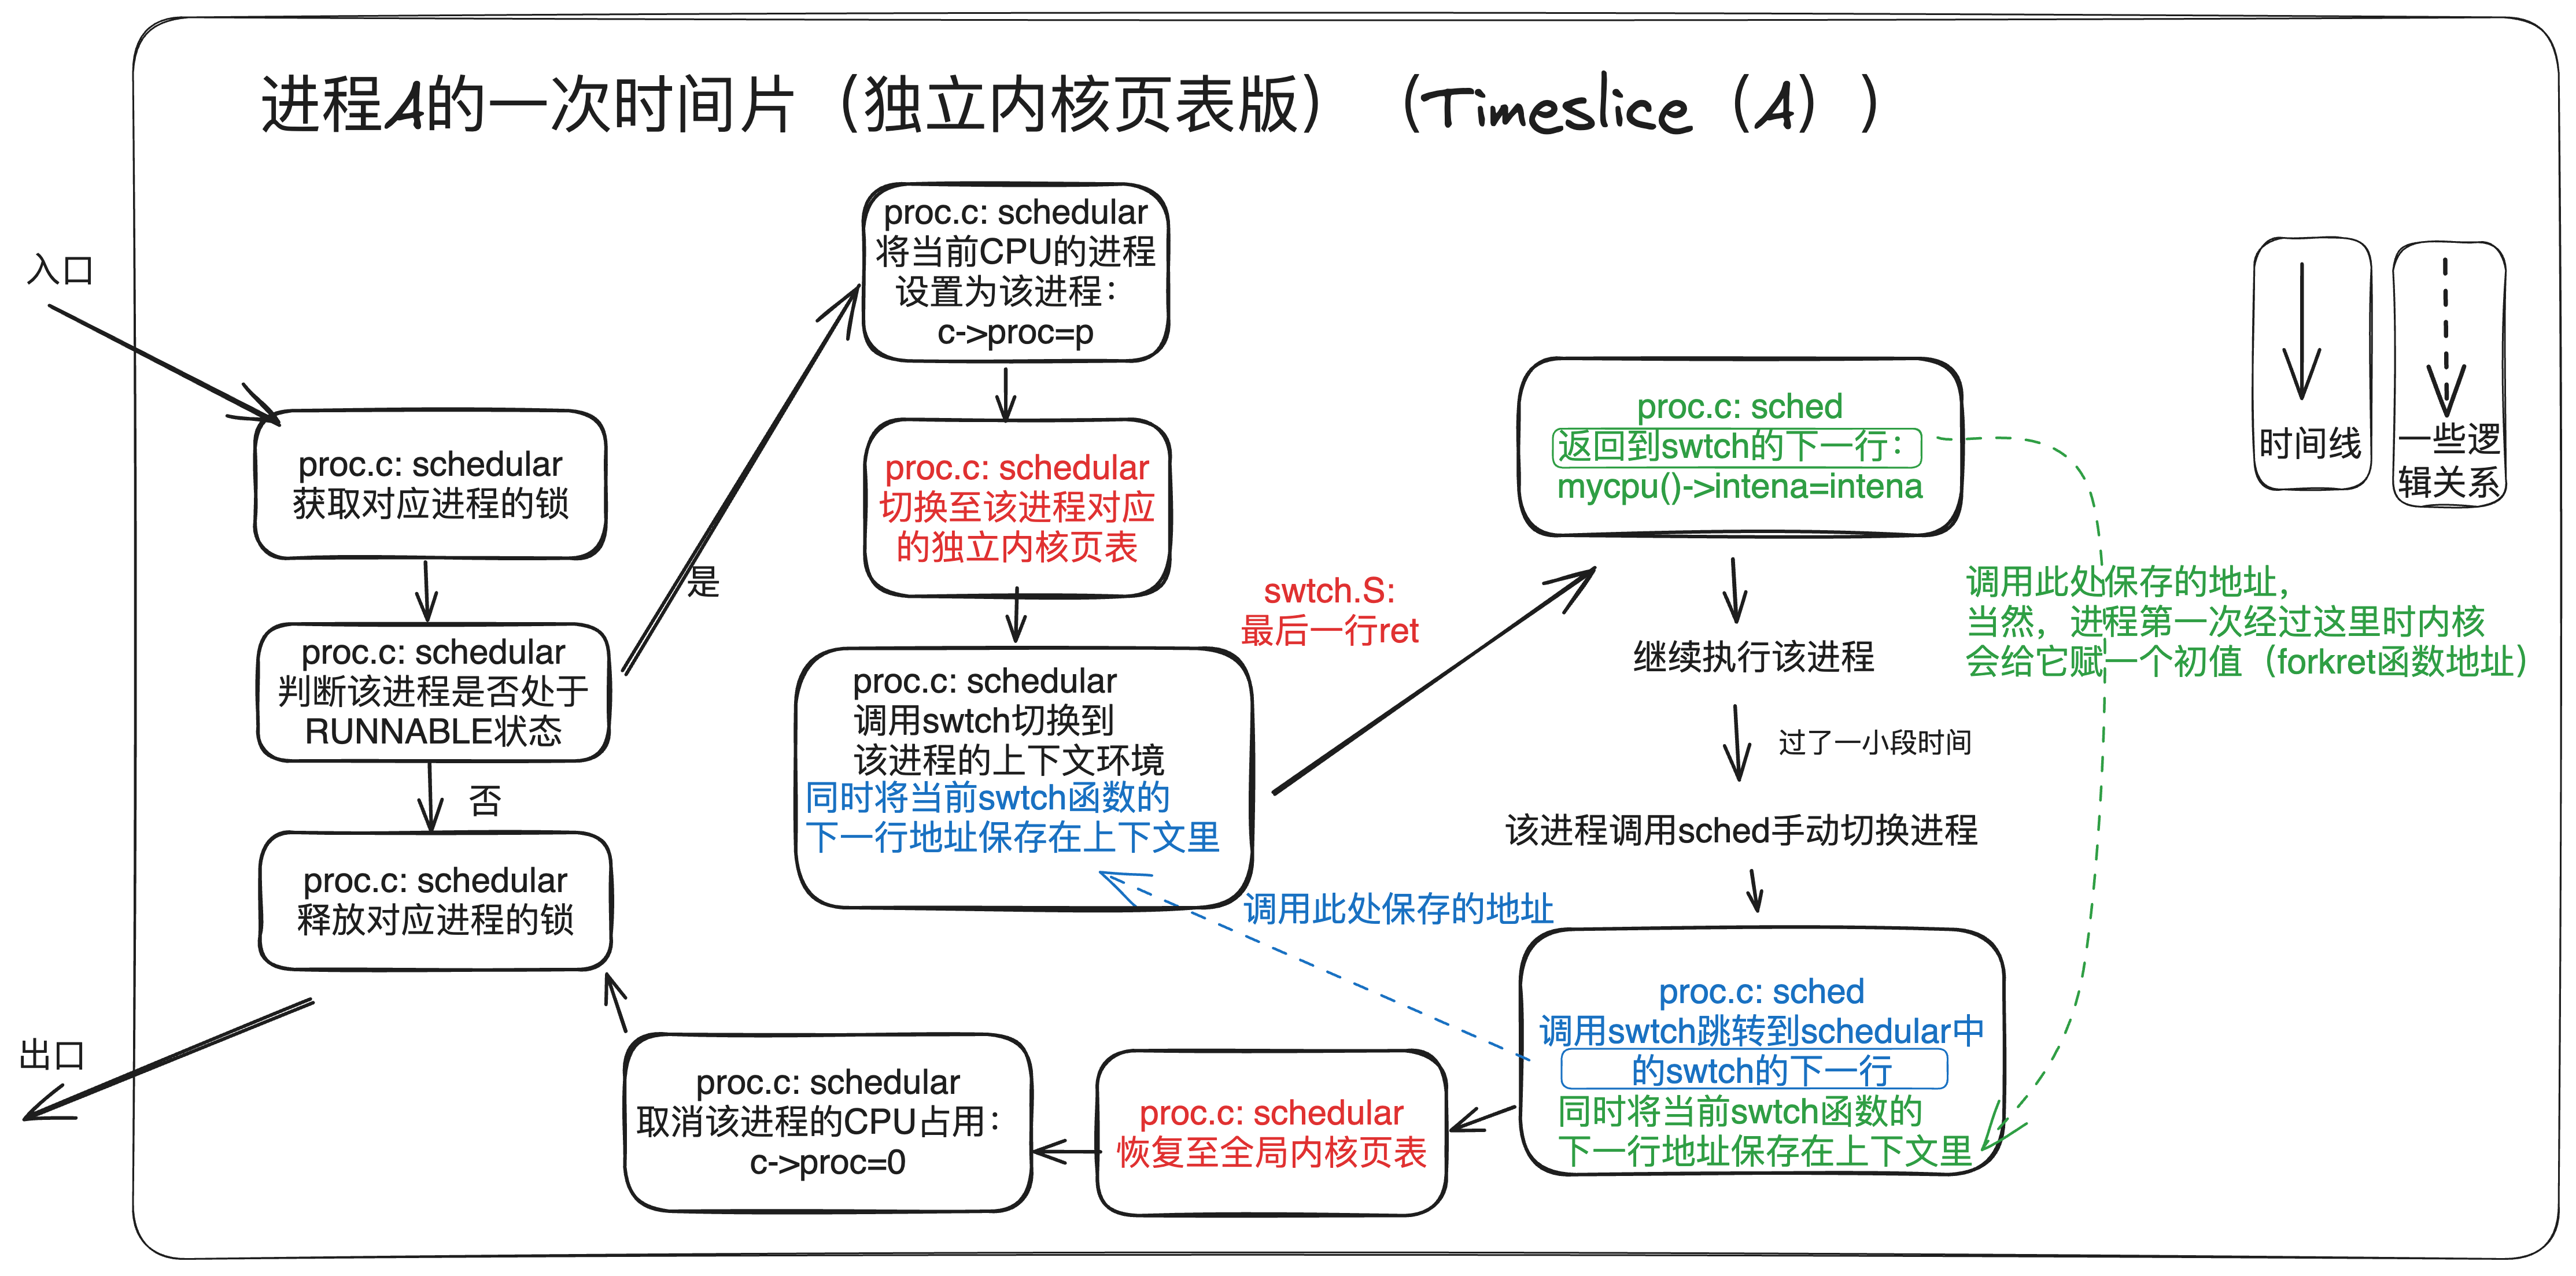 进程A的一次时间片（独立内核页表版）（Timeslice（A））
入口
proc.c: schedular
获取对应进程的锁
proc.c: schedular
判断该进程是否处于
RUNNABLE状态
是
否
proc.c: schedular
释放对应进程的锁
出口
proc.c: schedular
将当前CPU的进程
设置为该进程：
c->proc=p
proc.c: schedular
切换至该进程对应
的独立内核页表
proc.c: schedular
调用swtch切换到
该进程的上下文环境
同时将当前swtch函数的
下一行地址保存在上下文里
swtch.S:
最后一行ret
proc.c: sched
返回到swtch的下一行：
mycpu()->intena=intena
继续执行该进程
过了一小段时间
该进程调用sched手动切换进程
调用此处保存的地址
proc.c: sched
调用swtch跳转到schedular中
的swtch的下一行
同时将当前swtch函数的
下一行地址保存在上下文里
proc.c: schedular
恢复至全局内核页表
proc.c: schedular
取消该进程的CPU占用：
c->proc=0
调用此处保存的地址，
当然，进程第一次经过这里时内核
会给它赋一个初值（forkret函数地址）
时间线
一些逻
辑关系